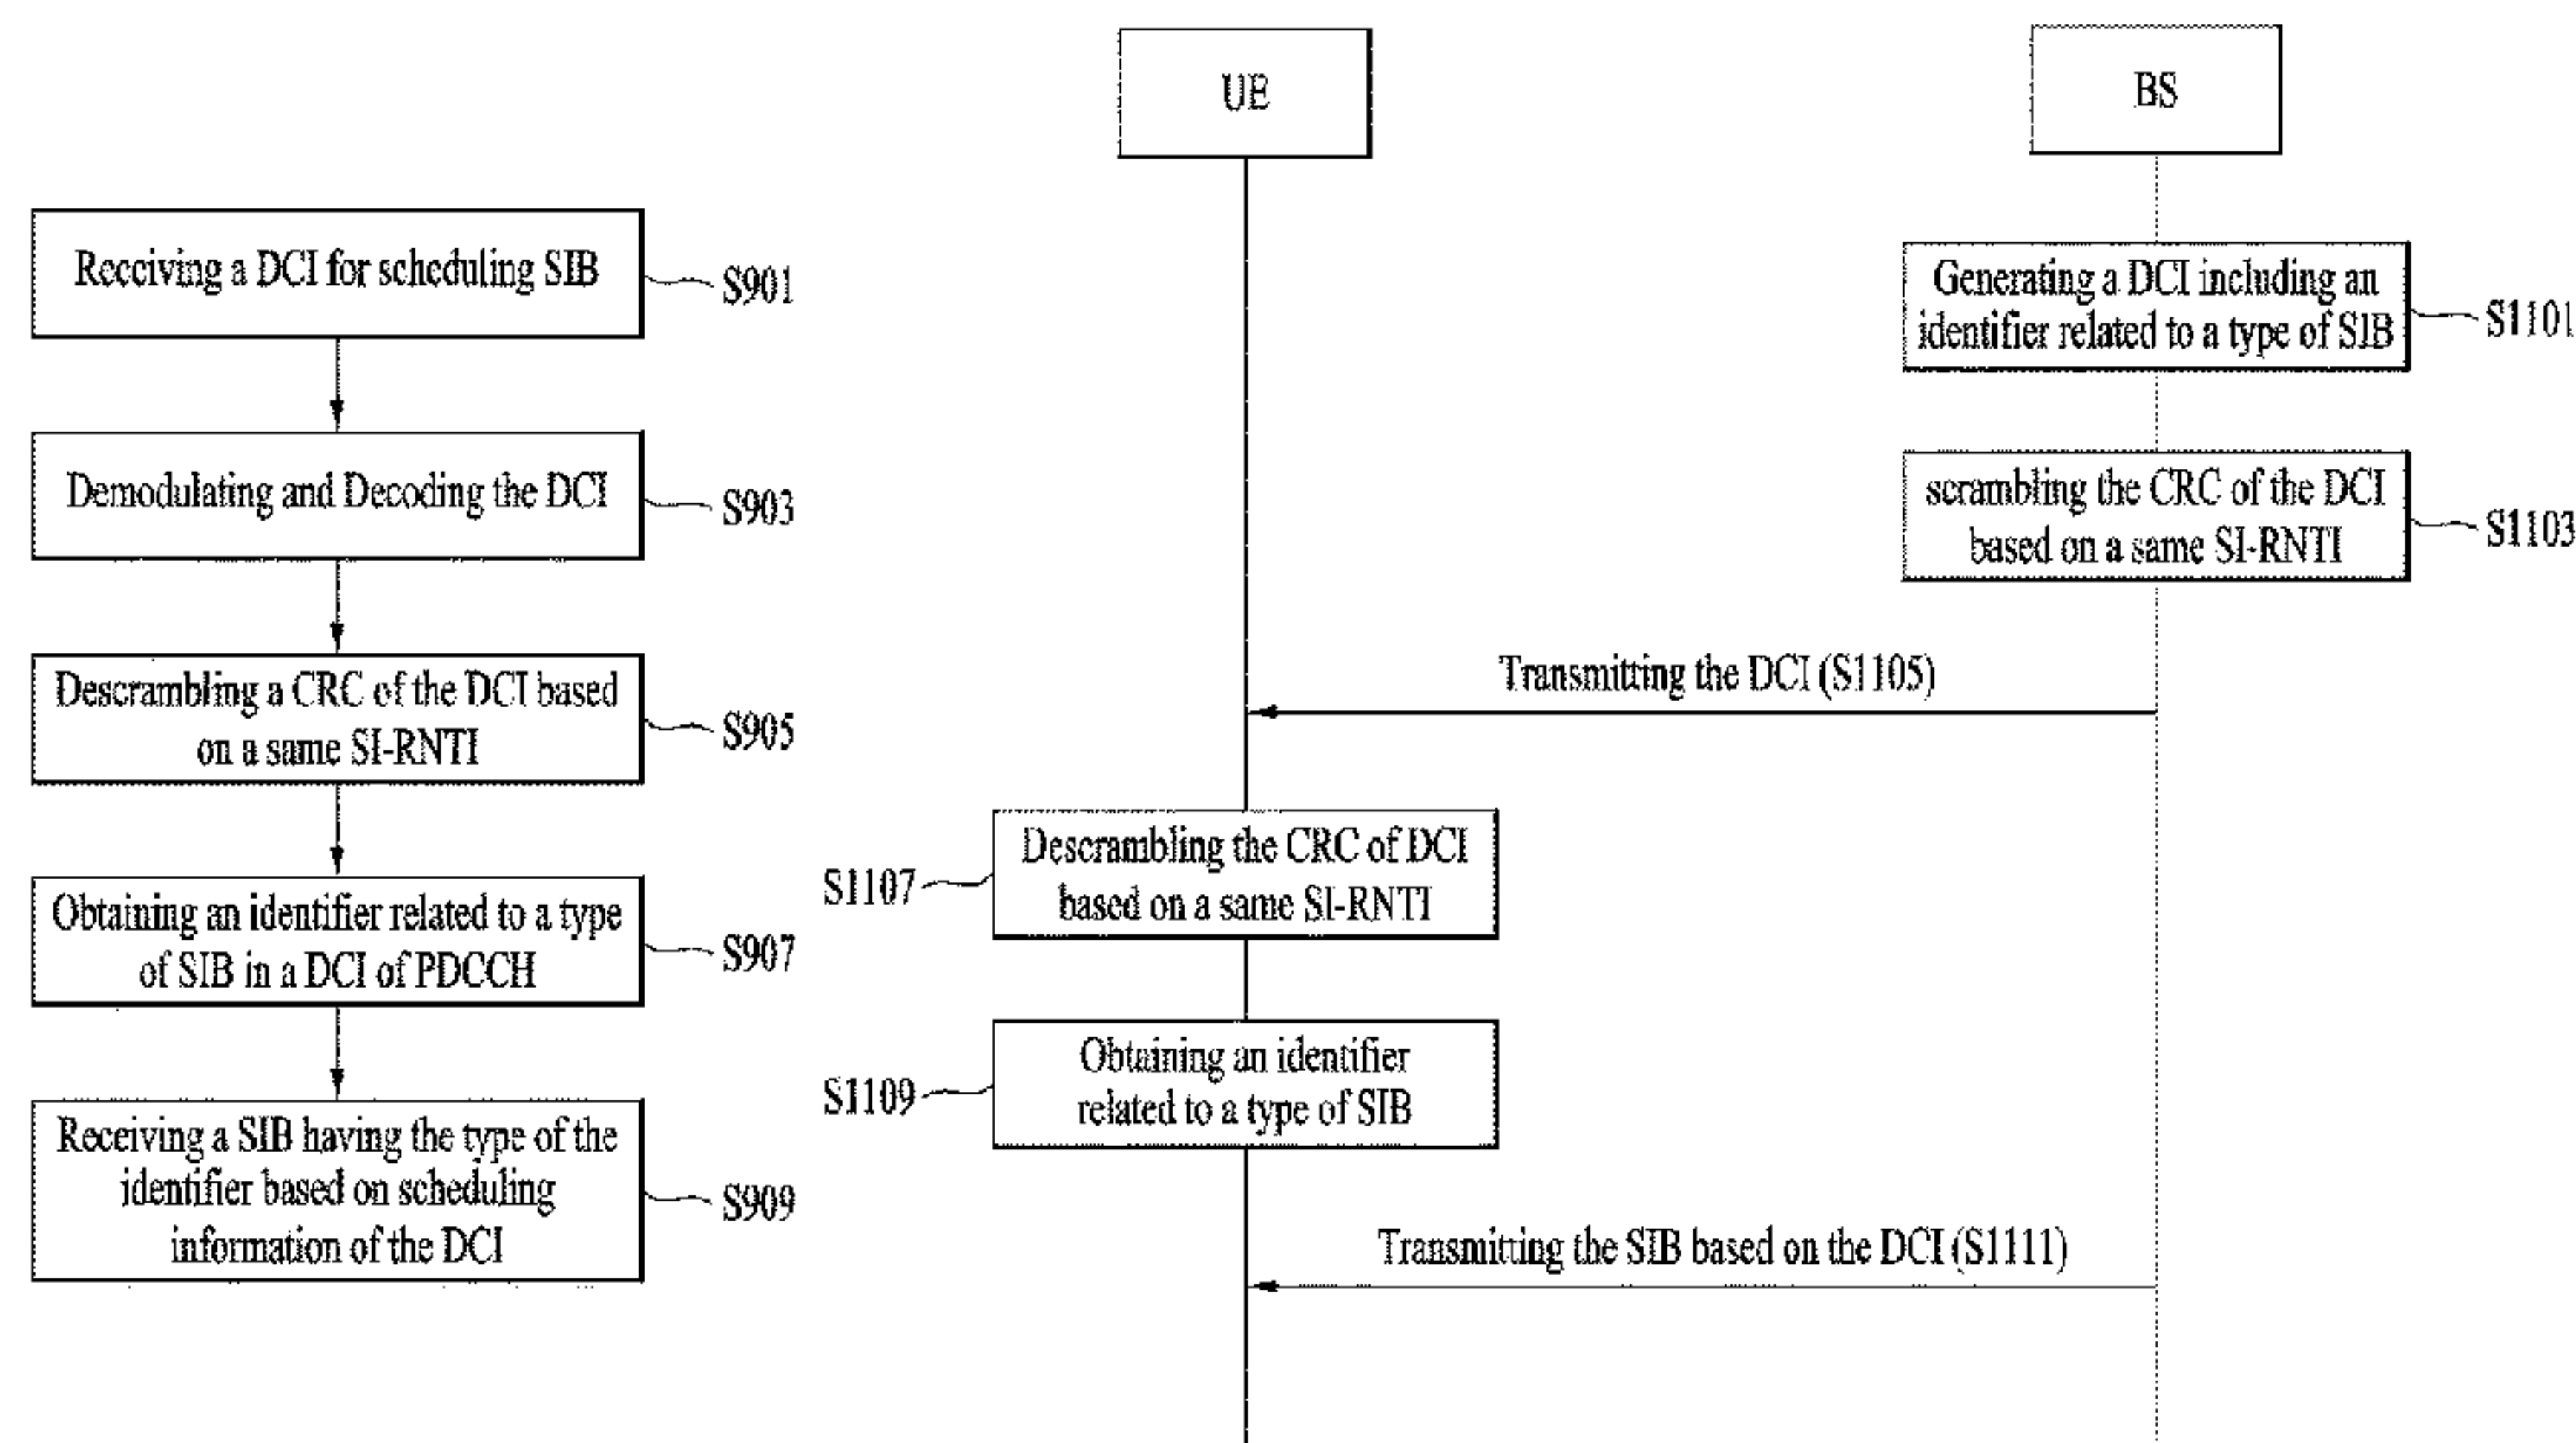 Receiving a DCI for scheduling SIB
S901
Demodulating and Decoding the DCI
S903
Descrambling a CRC of the DCI based
on a same SI-RNTI
S905
Obtaining an identifier related to a type
of SIB in a DCI of PDCCH
S907
Receiving a SIB having the type of the
identifier based on scheduling
information of the DCI
S909
UE
BS
Generating a DCI including an
identifier related to a type of SIB
S1101
scrambling the CRC of the DCI
based on a same SI-RNTI
S1103
Transmitting the DCI (S1105)
Descrambling the CRC of DCI
based on a same SI-RNTI
S1107
Obtaining an identifier
related to a type of SIB
S1109
Transmitting the SIB based on the DCI (S1111)